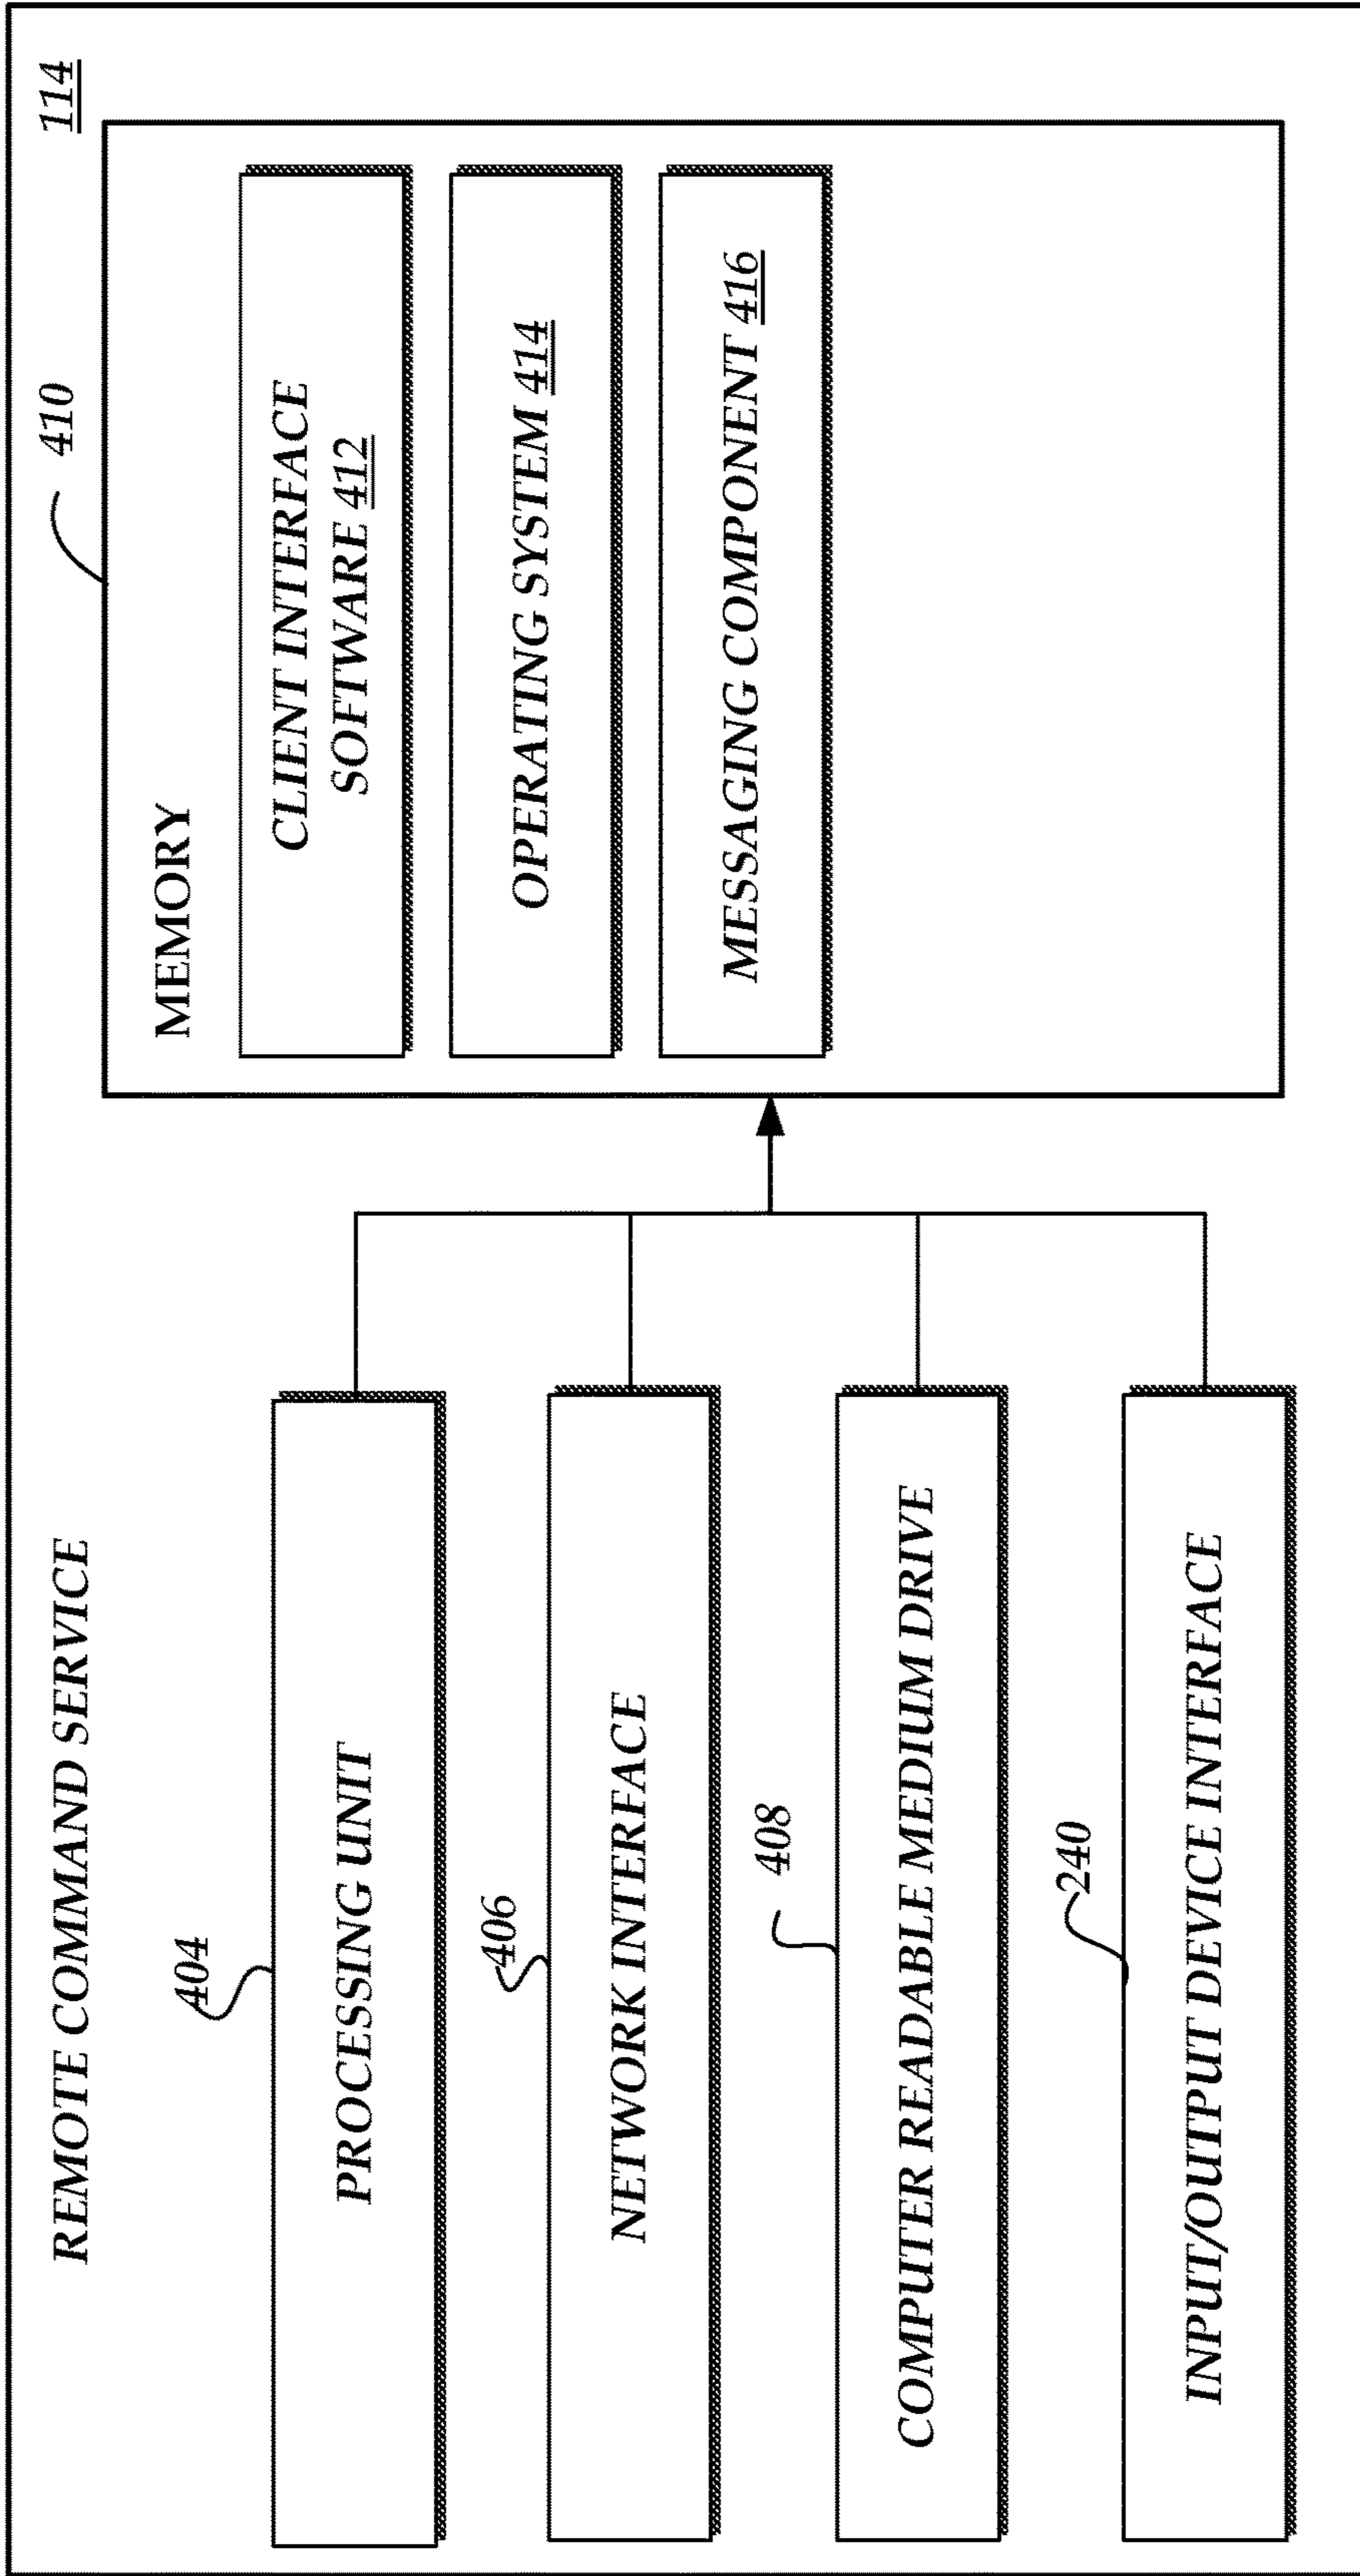 REMOTE COMMAND SERVICE
114
404
PROCESSING UNIT
406
NETWORK INTERFACE
408
COMPUTER READABLE MEDIUM DRIVE
240
INPUT/OUTPUT DEVICE INTERFACE
410
MEMORY
CLIENT INTERFACE
SOFTWARE 412
OPERATING SYSTEM 414
MESSAGING COMPONENT 416